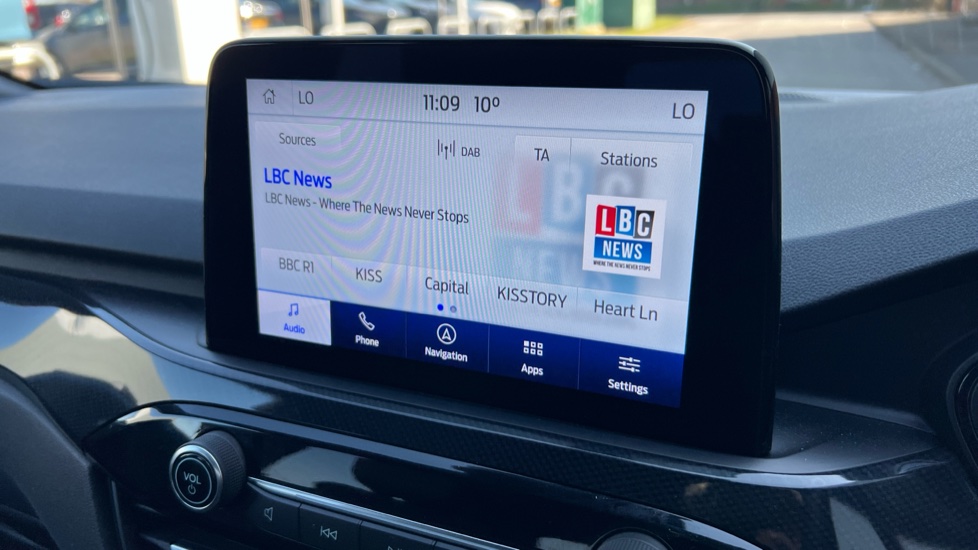 LO 11:09 10° LO
Sources DAB TA Stations
LBC News
LBC News - Where The News Never Stops
LBC
NEWS
WHERE THE NEWS NEVER STOPS
BBC R1 KISS Capital KISSTORY Heart Ln
Audio Phone Navigation Apps Settings
VOL